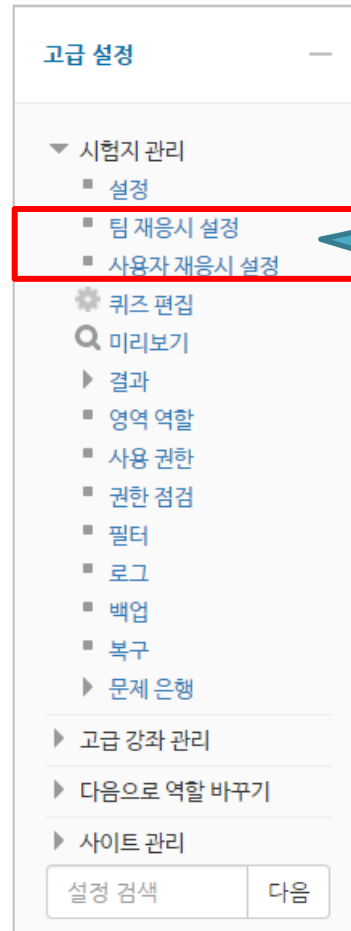 고급 설정
시험지 관리
설정
팀 재응시 설정
사용자 재응시 설정
퀴즈 편집
미리보기
결과
영역 역할
사용 권한
권한 점검
필터
로그
백업
복구
문제 은행
고급 강좌 관리
다음으로 역할 바꾸기
사이트 관리
설정 검색 다음